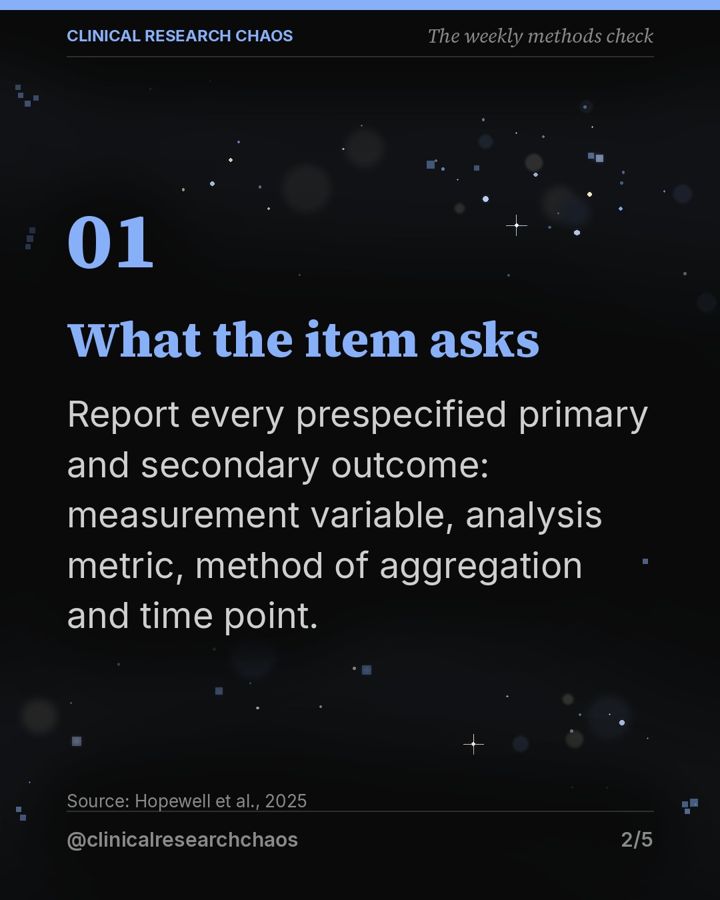 CLINICAL RESEARCH CHAOS
The weekly methods check
01
What the item asks
Report every prespecified primary
and secondary outcome:
measurement variable, analysis
metric, method of aggregation
and time point.
Source: Hopewell et al., 2025
@clinicalresearchchaos
2/5